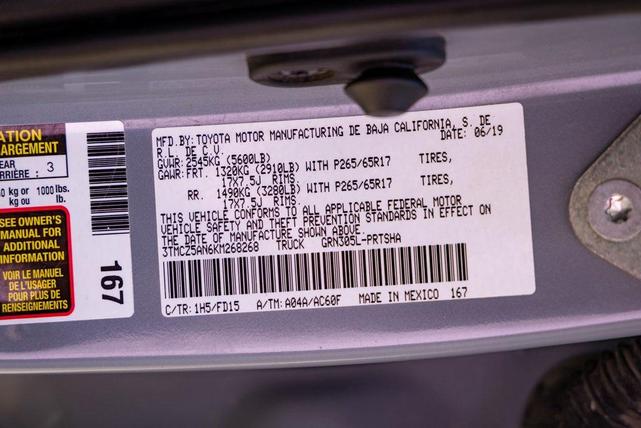 ATION
ARGEMENT
EAR
ARRIÈRE : 3
kg or 1000 lbs.
kg ou lb.
SEE OWNER'S
MANUAL FOR
ADDITIONAL
INFORMATION
VOIR LE MANUEL
DE L'USAGER
POUR PLUS DE
RENSEIGNEMENTS
167
MFD.BY:TOYOTA MOTOR MANUFACTURING DE BAJA CALIFORNIA, S. DE
R.L. DE C.V. DATE: 06/19
GVWR: 2545KG (5600LB)
GAWR:FRT. 1320KG (2910LB) WITH P265/65R17 TIRES,
17X7.5J RIMS
RR. 1490KG (3280LB) WITH P265/65R17 TIRES,
17X7.5J RIMS
THIS VEHICLE CONFORMS TO ALL APPLICABLE FEDERAL MOTOR
VEHICLE SAFETY AND THEFT PREVENTION STANDARDS IN EFFECT ON
THE DATE OF MANUFACTURE SHOWN ABOVE.
3TMCZ5AN6KM268268 TRUCK GRN305L-PRTSHA
C/TR:1H5/FD15 A/TM:A04A/AC60F MADE IN MEXICO 167